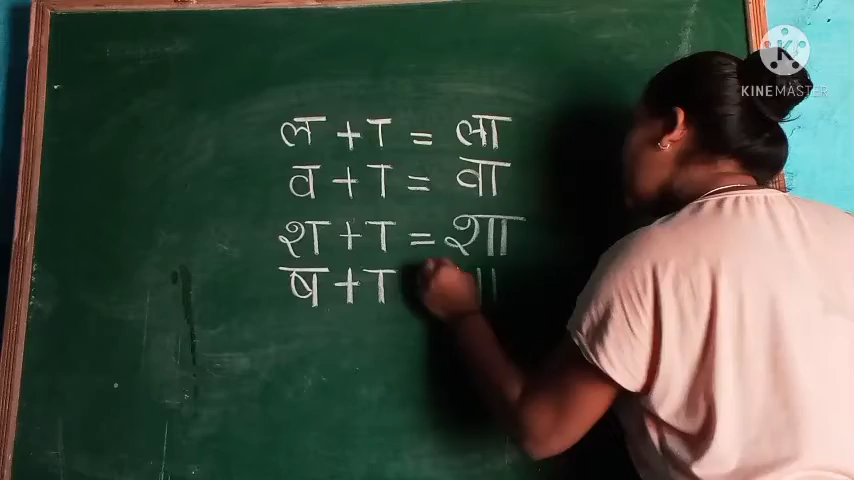 ल + ा = ला
व + ा = वा
श + ा = शा
ष + ा
KINEMASTER